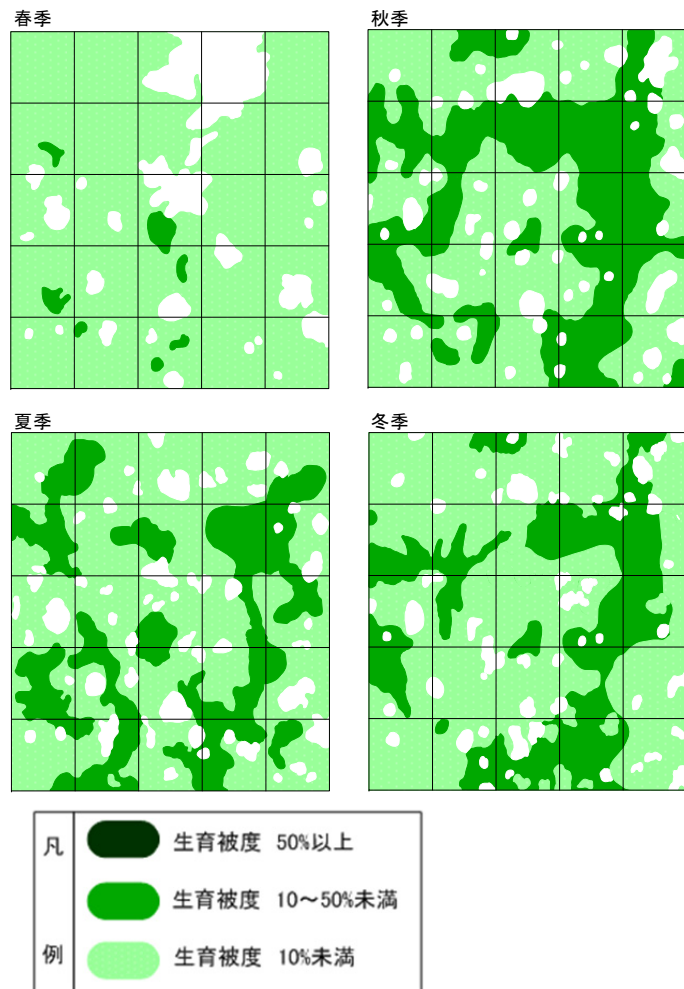 春季
秋季
夏季
冬季
凡例
生育被度 50%以上
生育被度 10～50%未満
生育被度 10%未満